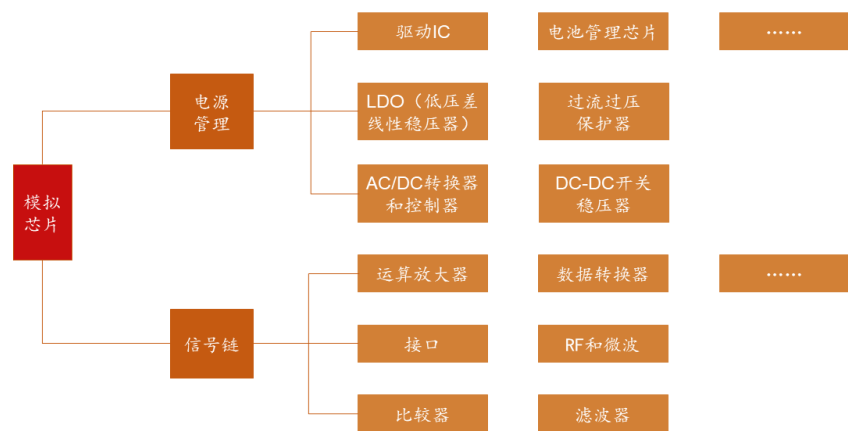 驱动IC
电池管理芯片
……
电源
管理
LDO（低压差
线性稳压器）
过流过压
保护器
AC/DC转换器
和控制器
DC-DC开关
稳压器
模拟
芯片
运算放大器
数据转换器
……
信号链
接口
RF和微波
比较器
滤波器